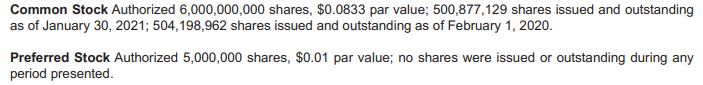 Common Stock Authorized 6,000,000,000 shares, $0.0833 par value; 500,877,129 shares issued and outstanding
as of January 30, 2021; 504,198,962 shares issued and outstanding as of February 1, 2020.
Preferred Stock Authorized 5,000,000 shares, $0.01 par value; no shares were issued or outstanding during any
period presented.